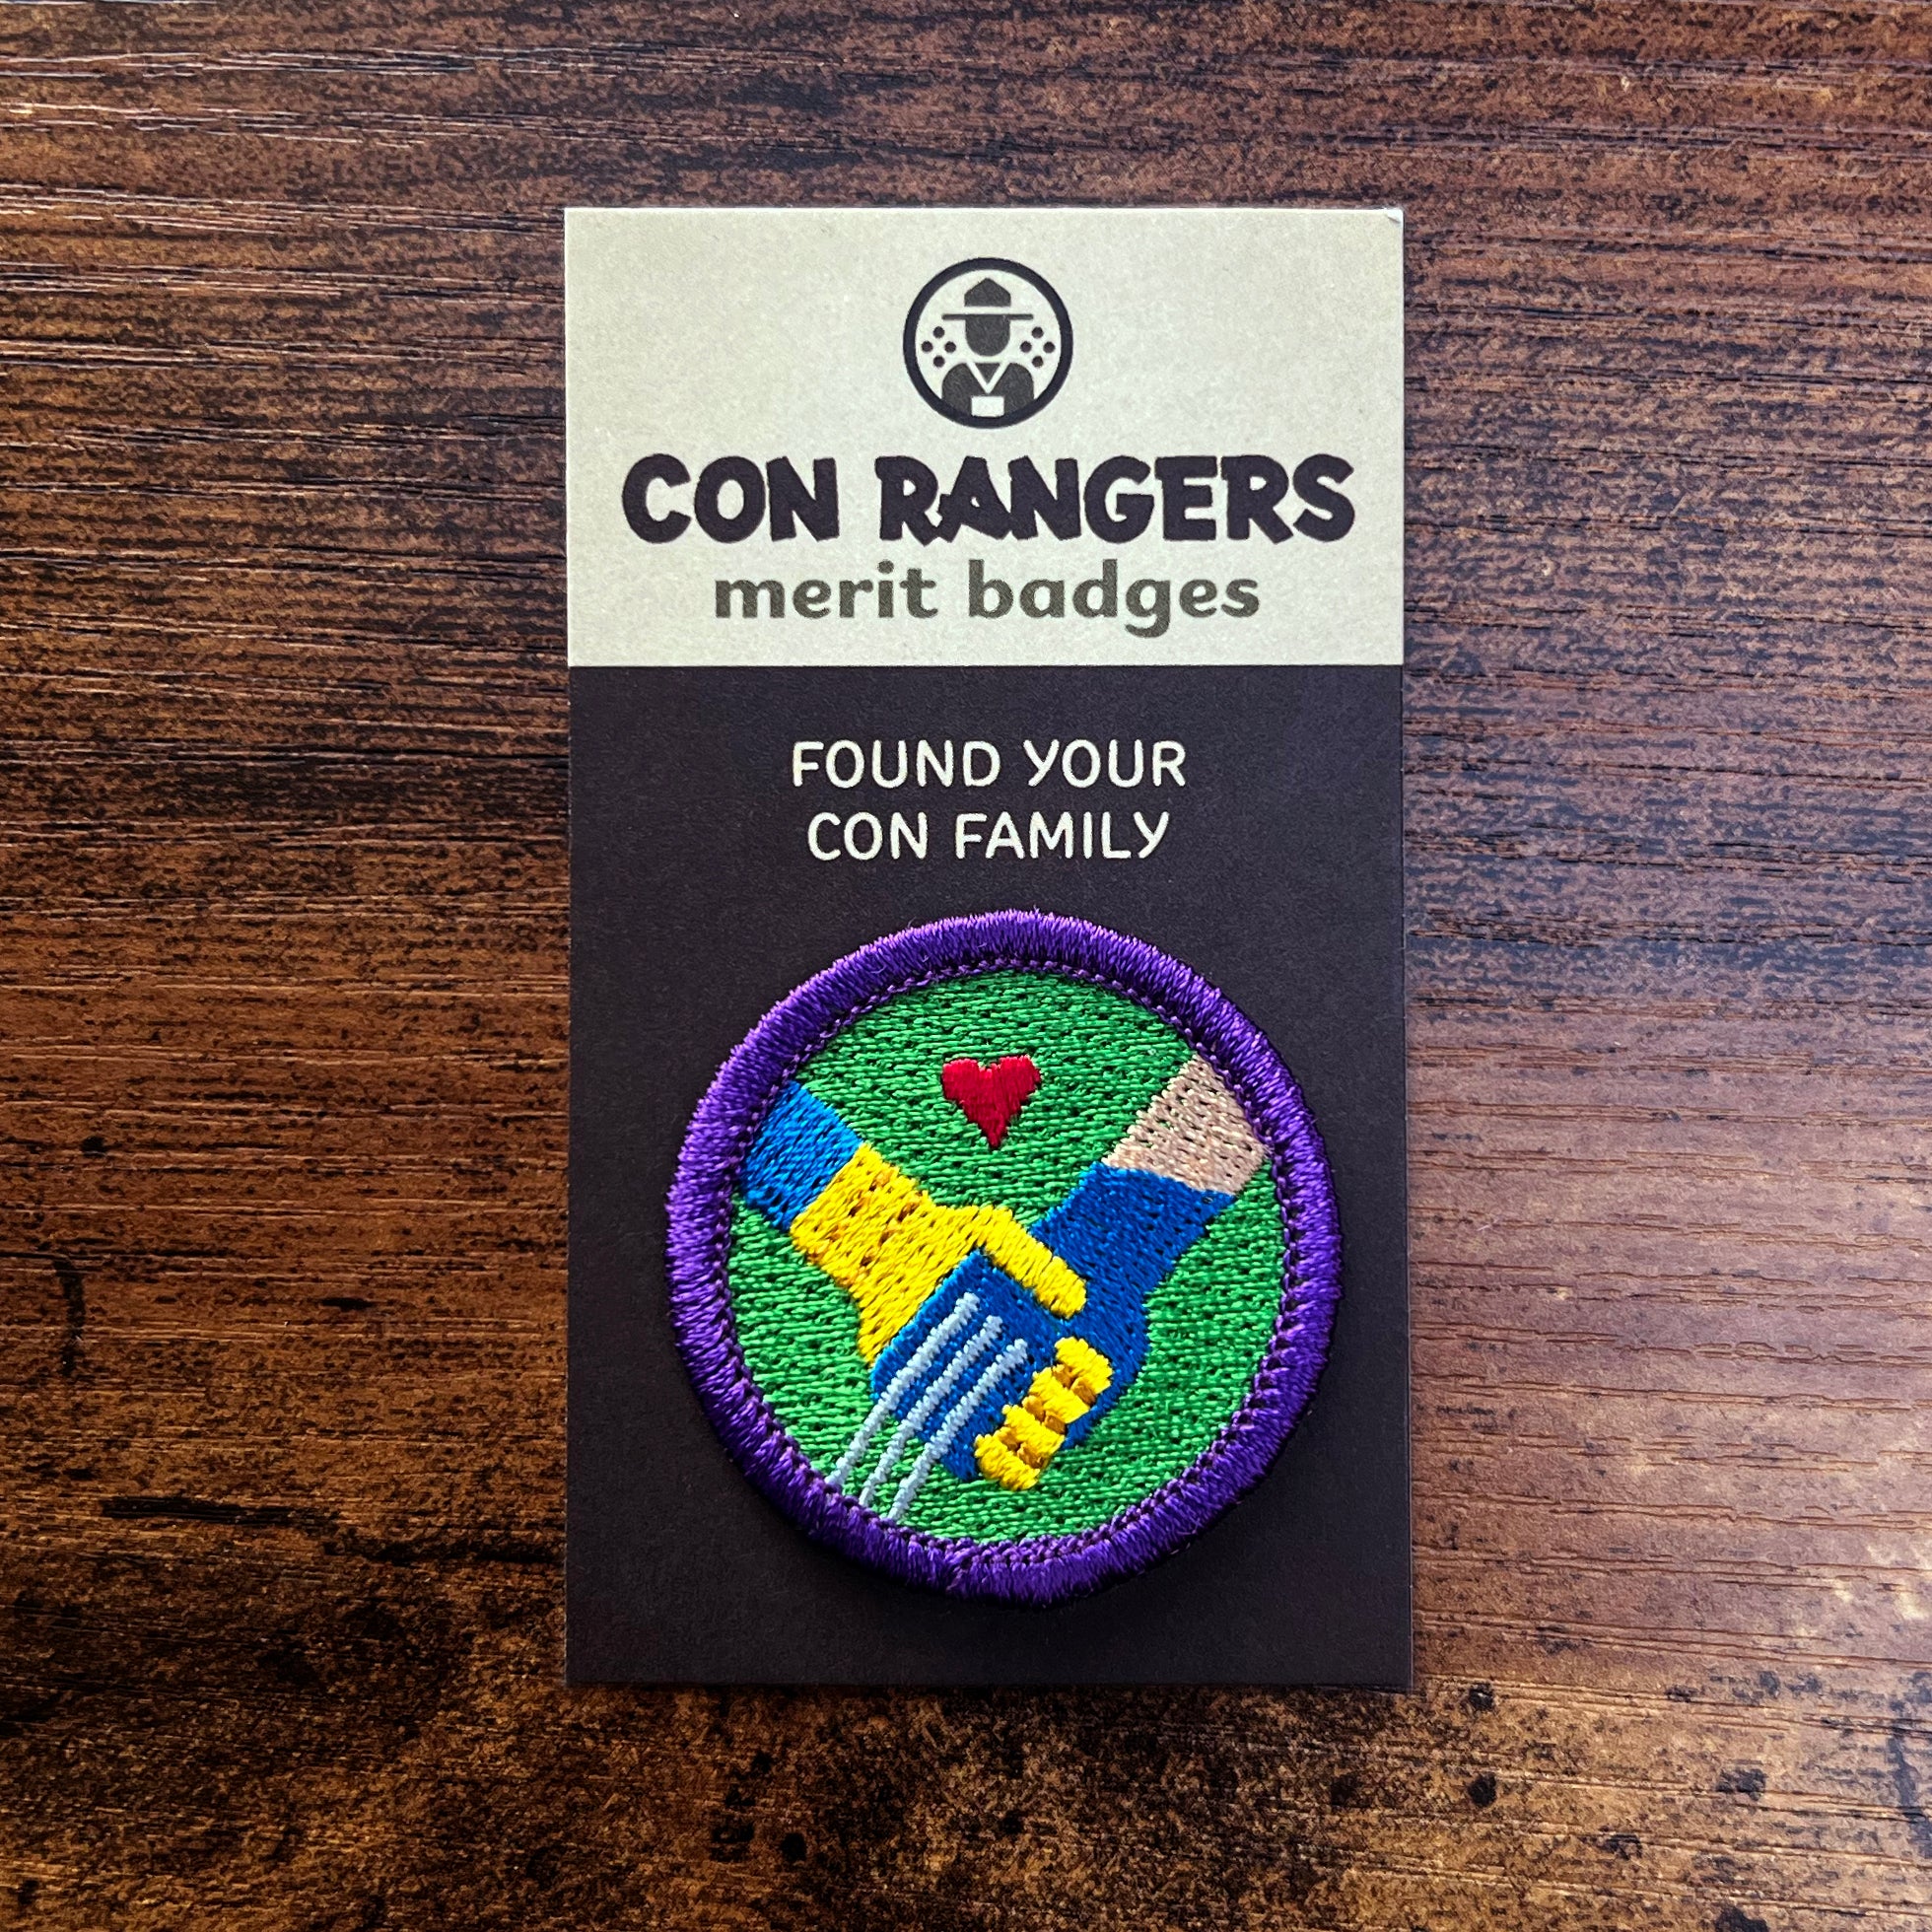 CON RANGERS
merit badges
FOUND YOUR
CON FAMILY